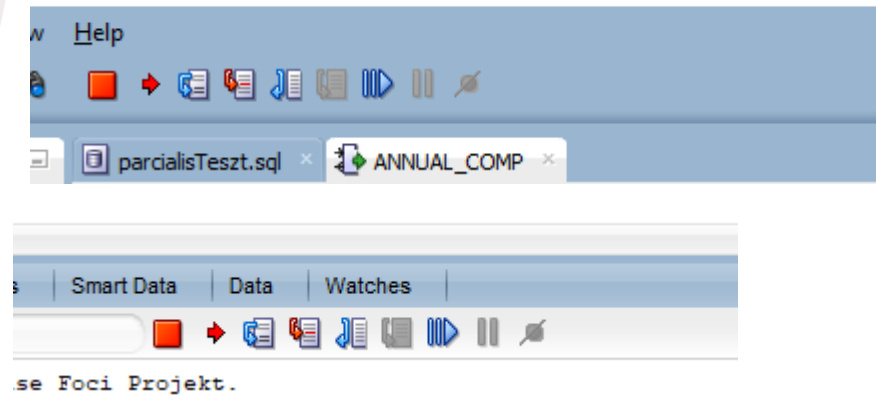 w Help
parcialisTeszt.sql ANNUAL_COMP
s Smart Data Data Watches
se Foci Projekt.